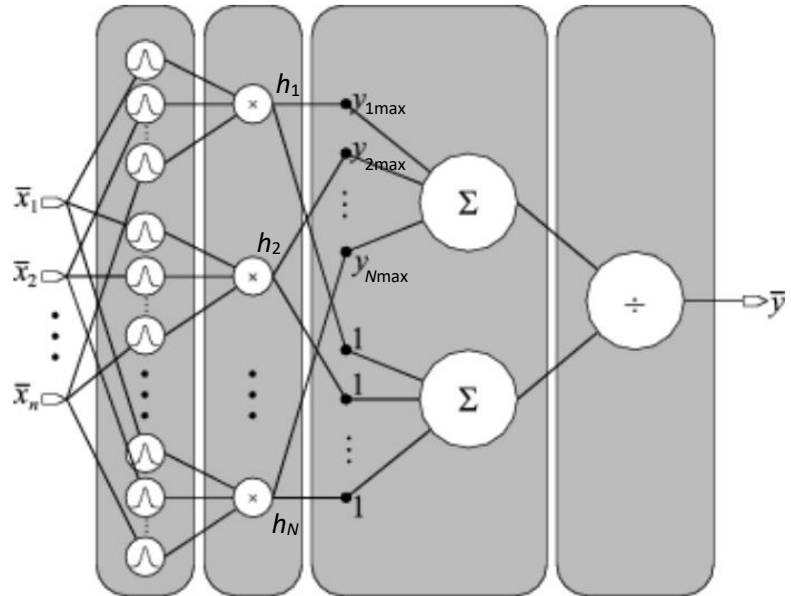 h₁
y₁max
×
y₂max
x̄₁
Σ
h₂
yNmax
x̄₂
×
÷
ȳ
1
x̄ₙ
1
Σ
×
1
hN